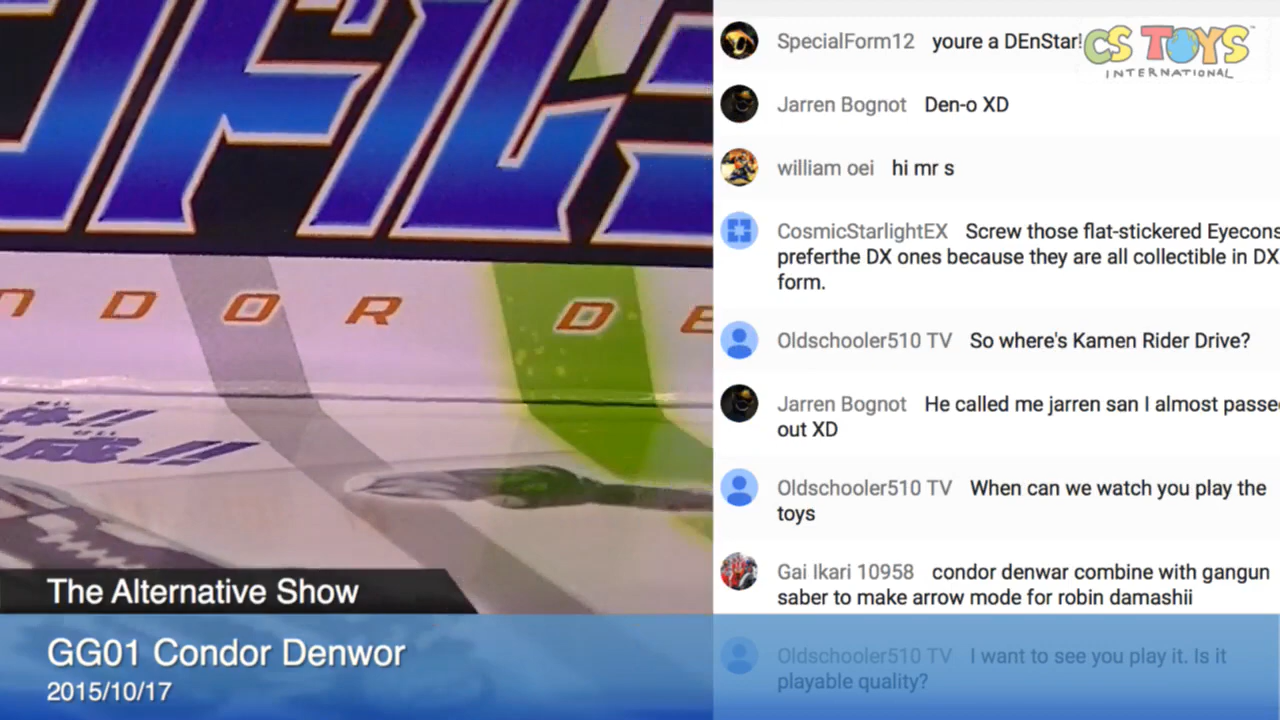 DOR DE
成!!
The Alternative Show
GG01 Condor Denwor
2015/10/17
CS TOYS
INTERNATIONAL
SpecialForm12 youre a DEnStar!
Jarren Bognot Den-o XD
william oei hi mr s
CosmicStarlightEX Screw those flat-stickered Eyecons
preferthe DX ones because they are all collectible in DX
form.
Oldschooler510 TV So where's Kamen Rider Drive?
Jarren Bognot He called me jarren san I almost passe
out XD
Oldschooler510 TV When can we watch you play the
toys
Gai Ikari 10958 condor denwar combine with gangun
saber to make arrow mode for robin damashii
Oldschooler510 TV I want to see you play it. Is it
playable quality?